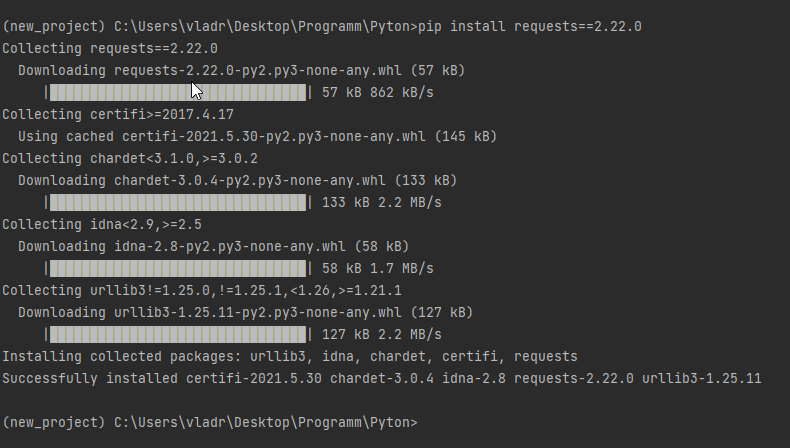 (new_project) C:\Users\vladr\Desktop\Programm\Pyton>pip install requests==2.22.0
Collecting requests==2.22.0
  Downloading requests-2.22.0-py2.py3-none-any.whl (57 kB)
     |████████████████████████████████| 57 kB 862 kB/s
Collecting certifi>=2017.4.17
  Using cached certifi-2021.5.30-py2.py3-none-any.whl (145 kB)
Collecting chardet<3.1.0,>=3.0.2
  Downloading chardet-3.0.4-py2.py3-none-any.whl (133 kB)
     |████████████████████████████████| 133 kB 2.2 MB/s
Collecting idna<2.9,>=2.5
  Downloading idna-2.8-py2.py3-none-any.whl (58 kB)
     |████████████████████████████████| 58 kB 1.7 MB/s
Collecting urllib3!=1.25.0,!=1.25.1,<1.26,>=1.21.1
  Downloading urllib3-1.25.11-py2.py3-none-any.whl (127 kB)
     |████████████████████████████████| 127 kB 2.2 MB/s
Installing collected packages: urllib3, idna, chardet, certifi, requests
Successfully installed certifi-2021.5.30 chardet-3.0.4 idna-2.8 requests-2.22.0 urllib3-1.25.11
(new_project) C:\Users\vladr\Desktop\Programm\Pyton>